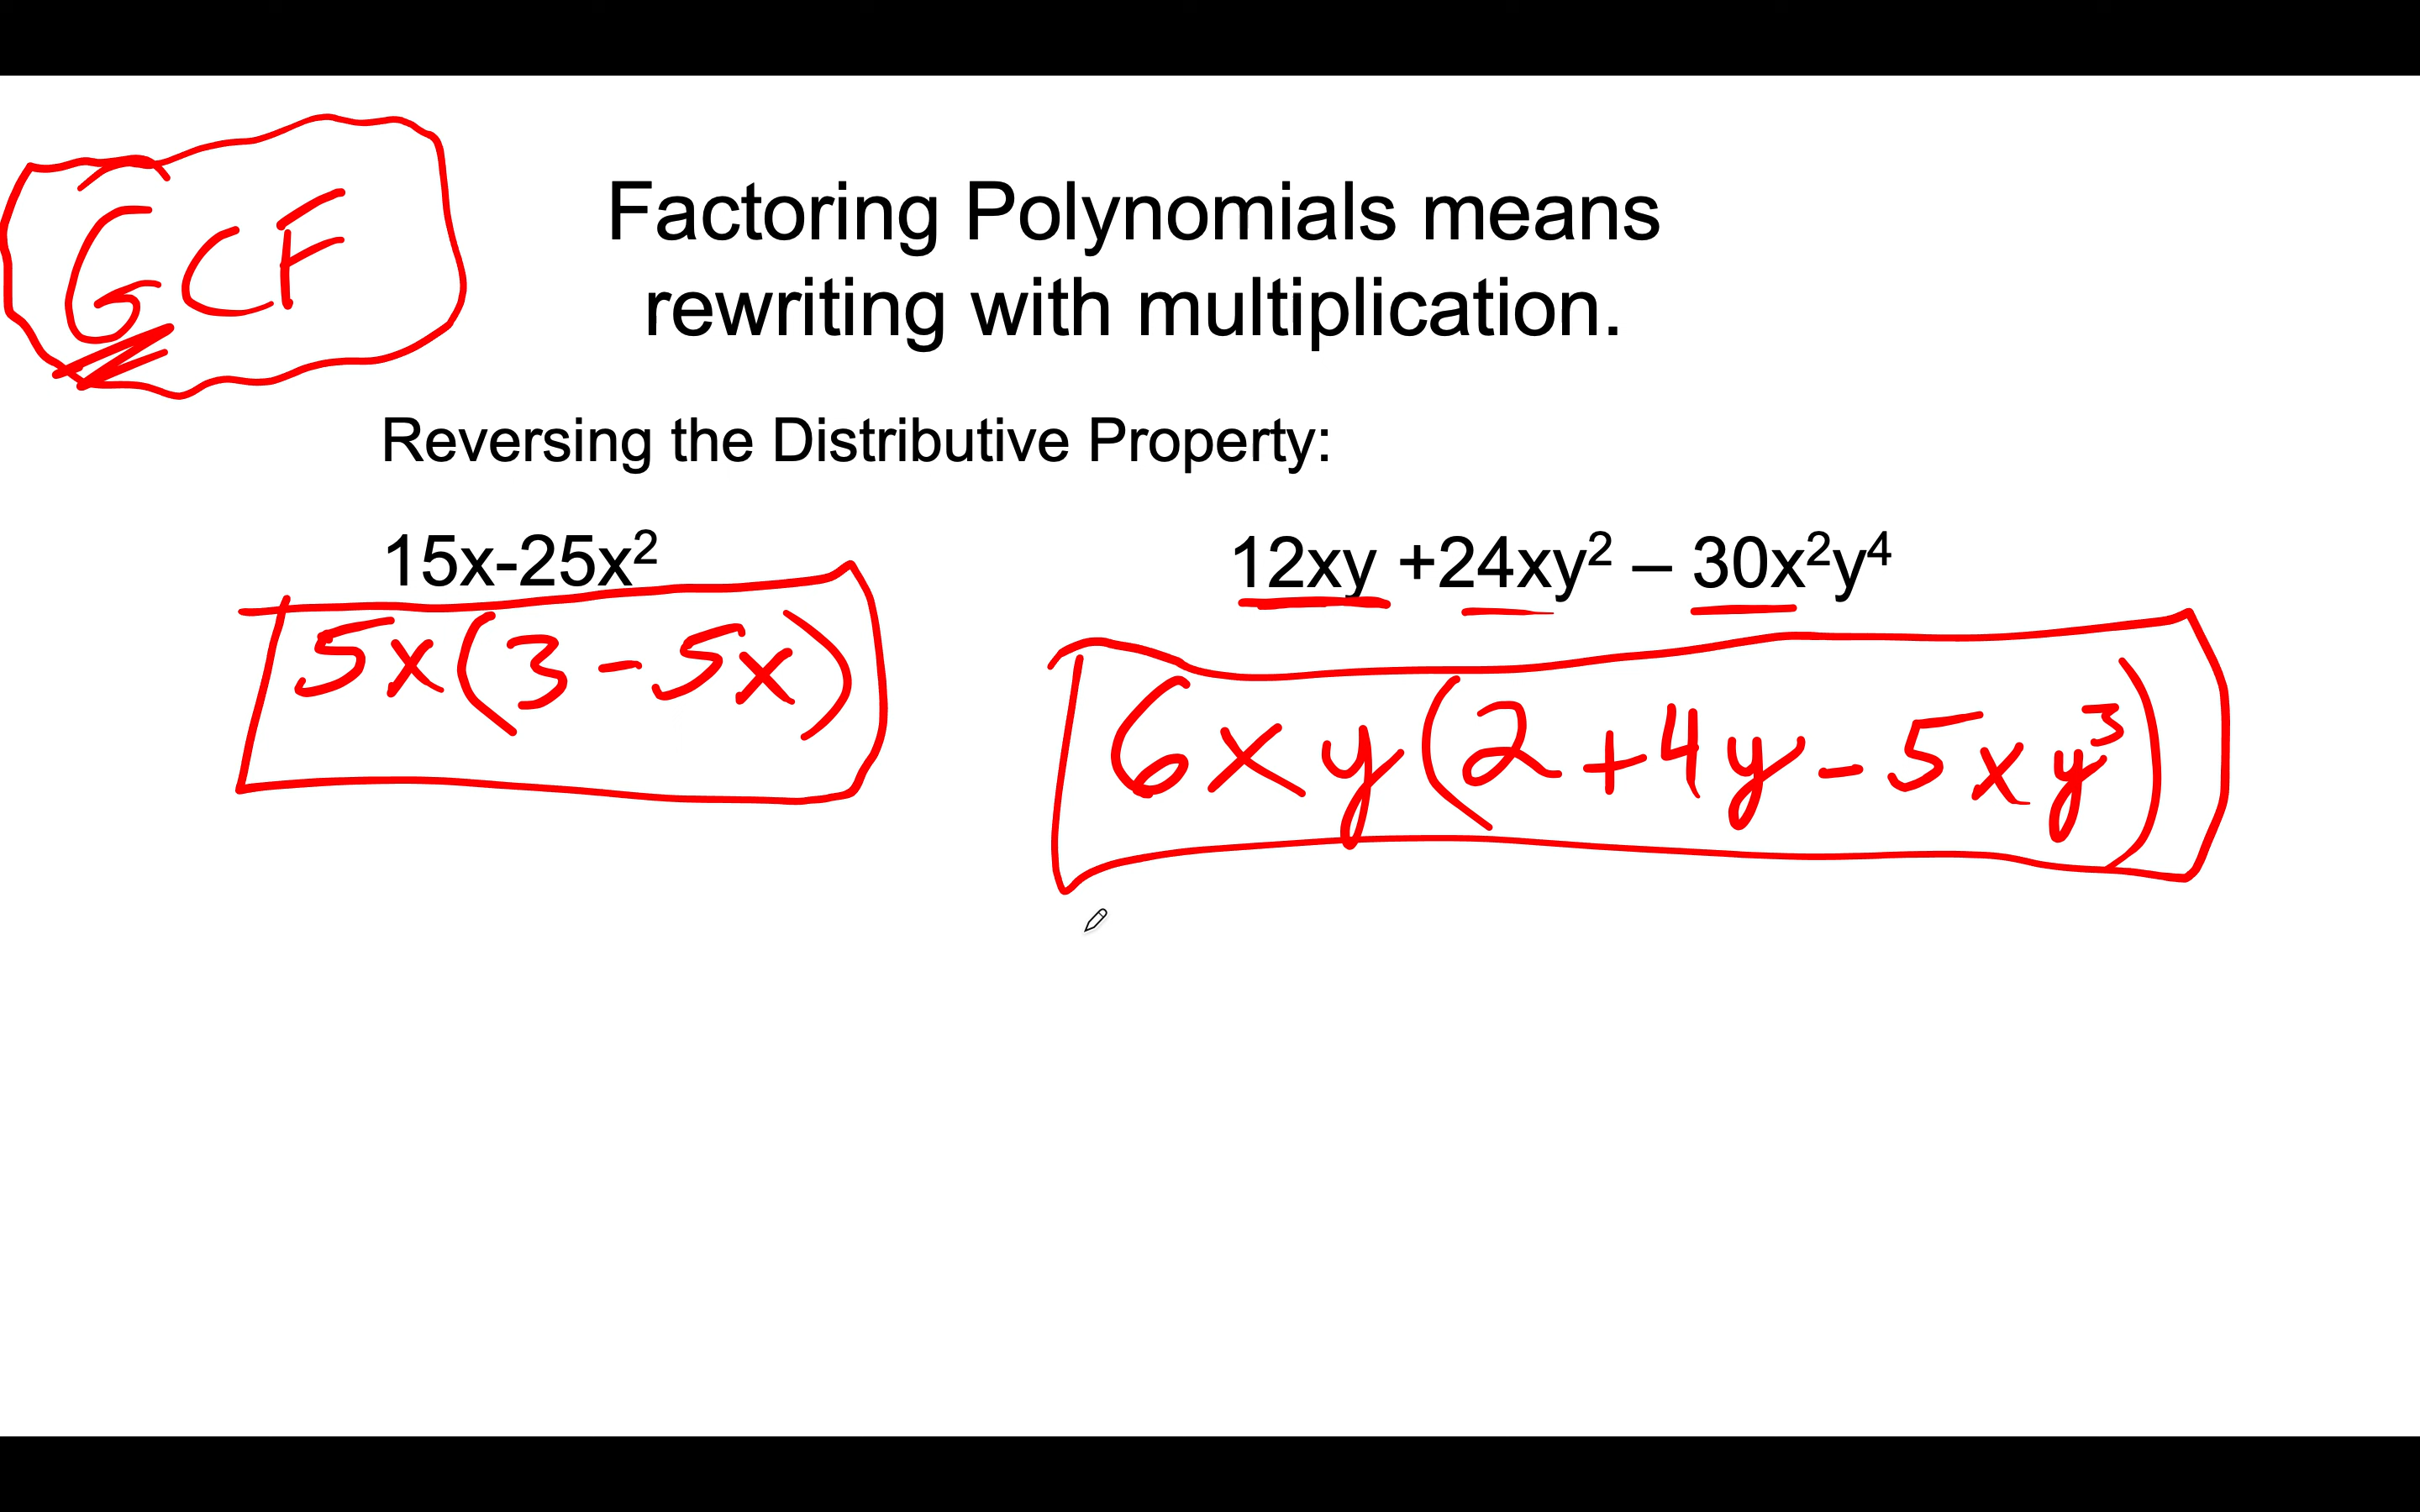 GCF
Factoring Polynomials means
rewriting with multiplication.
Reversing the Distributive Property:
15x-25x²
12xy +24xy² – 30x²y⁴
5x(3-5x)
6xy(2+4y-5xy³)